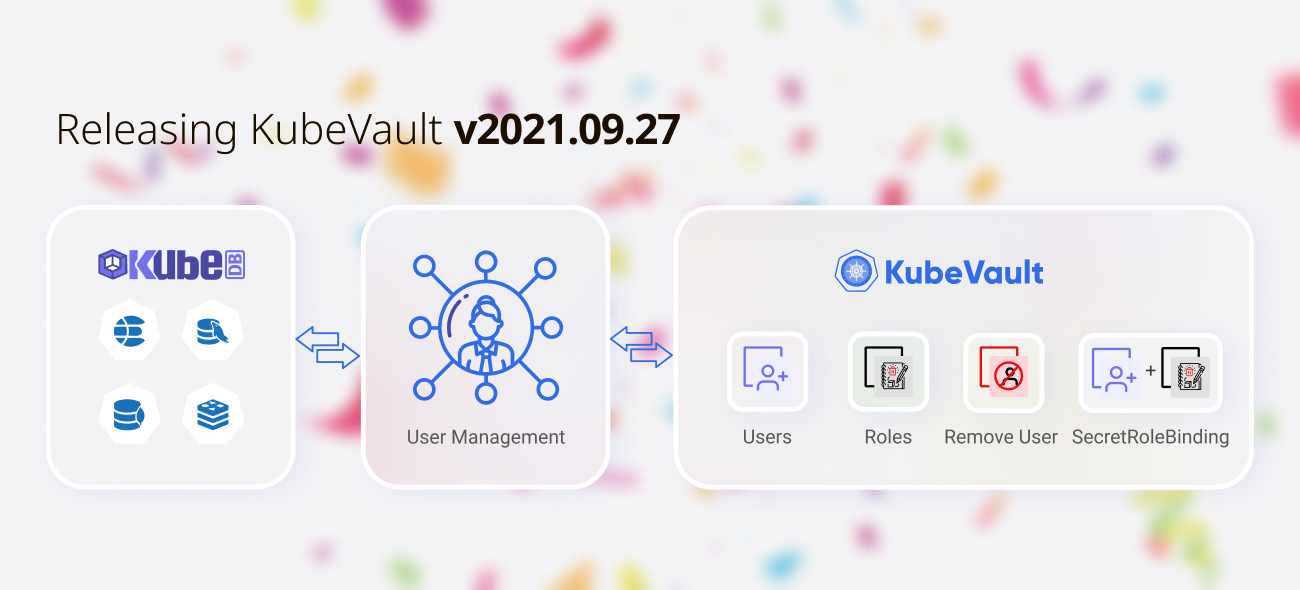 Releasing KubeVault v2021.09.27
KubeDB
KubeVault
+
User Management
Users
Roles
Remove User
SecretRoleBinding